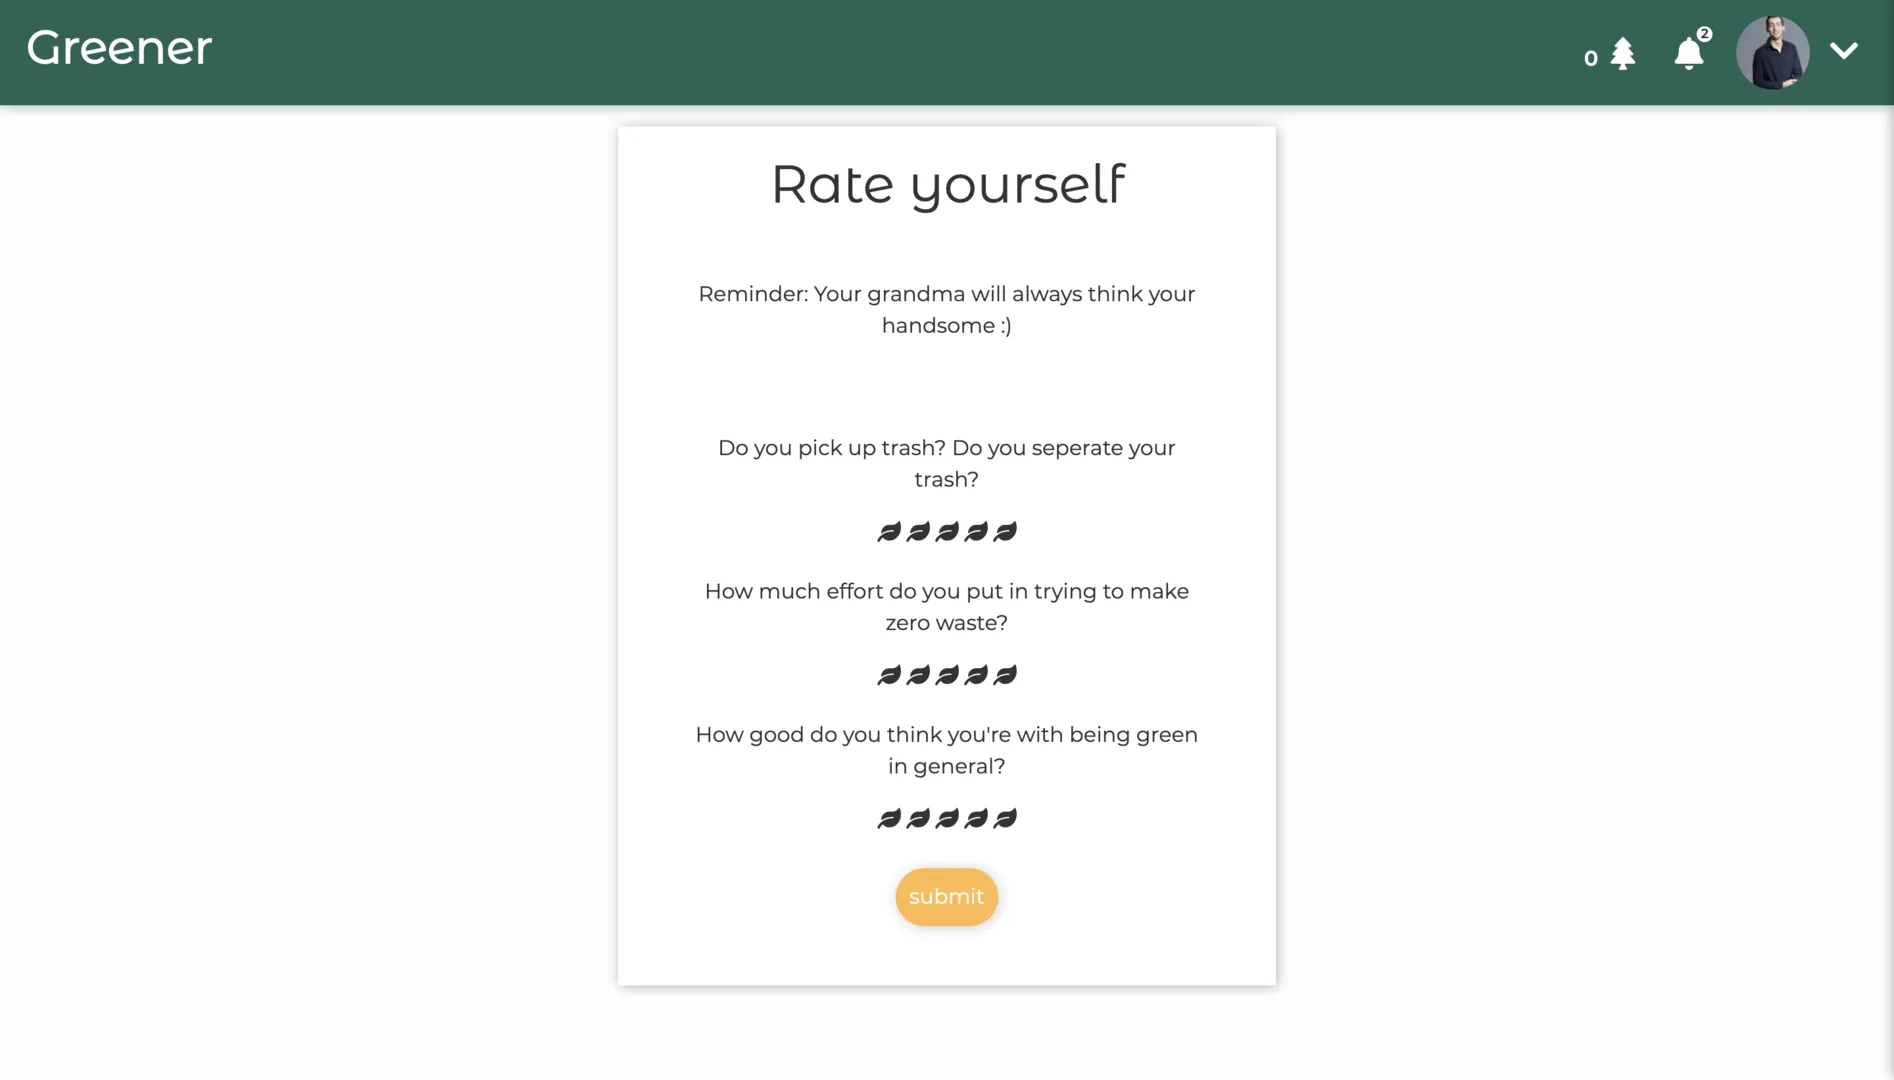 Greener
0
2
Rate yourself
Reminder: Your grandma will always think your
handsome :)
Do you pick up trash? Do you seperate your
trash?
How much effort do you put in trying to make
zero waste?
How good do you think you're with being green
in general?
submit